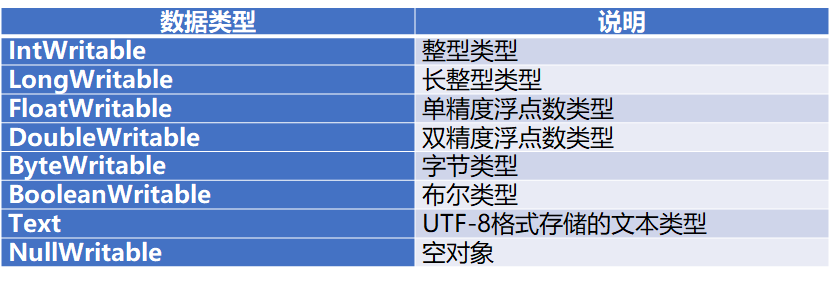 数据类型 说明
IntWritable 整型类型
LongWritable 长整型类型
FloatWritable 单精度浮点数类型
DoubleWritable 双精度浮点数类型
ByteWritable 字节类型
BooleanWritable 布尔类型
Text UTF-8格式存储的文本类型
NullWritable 空对象